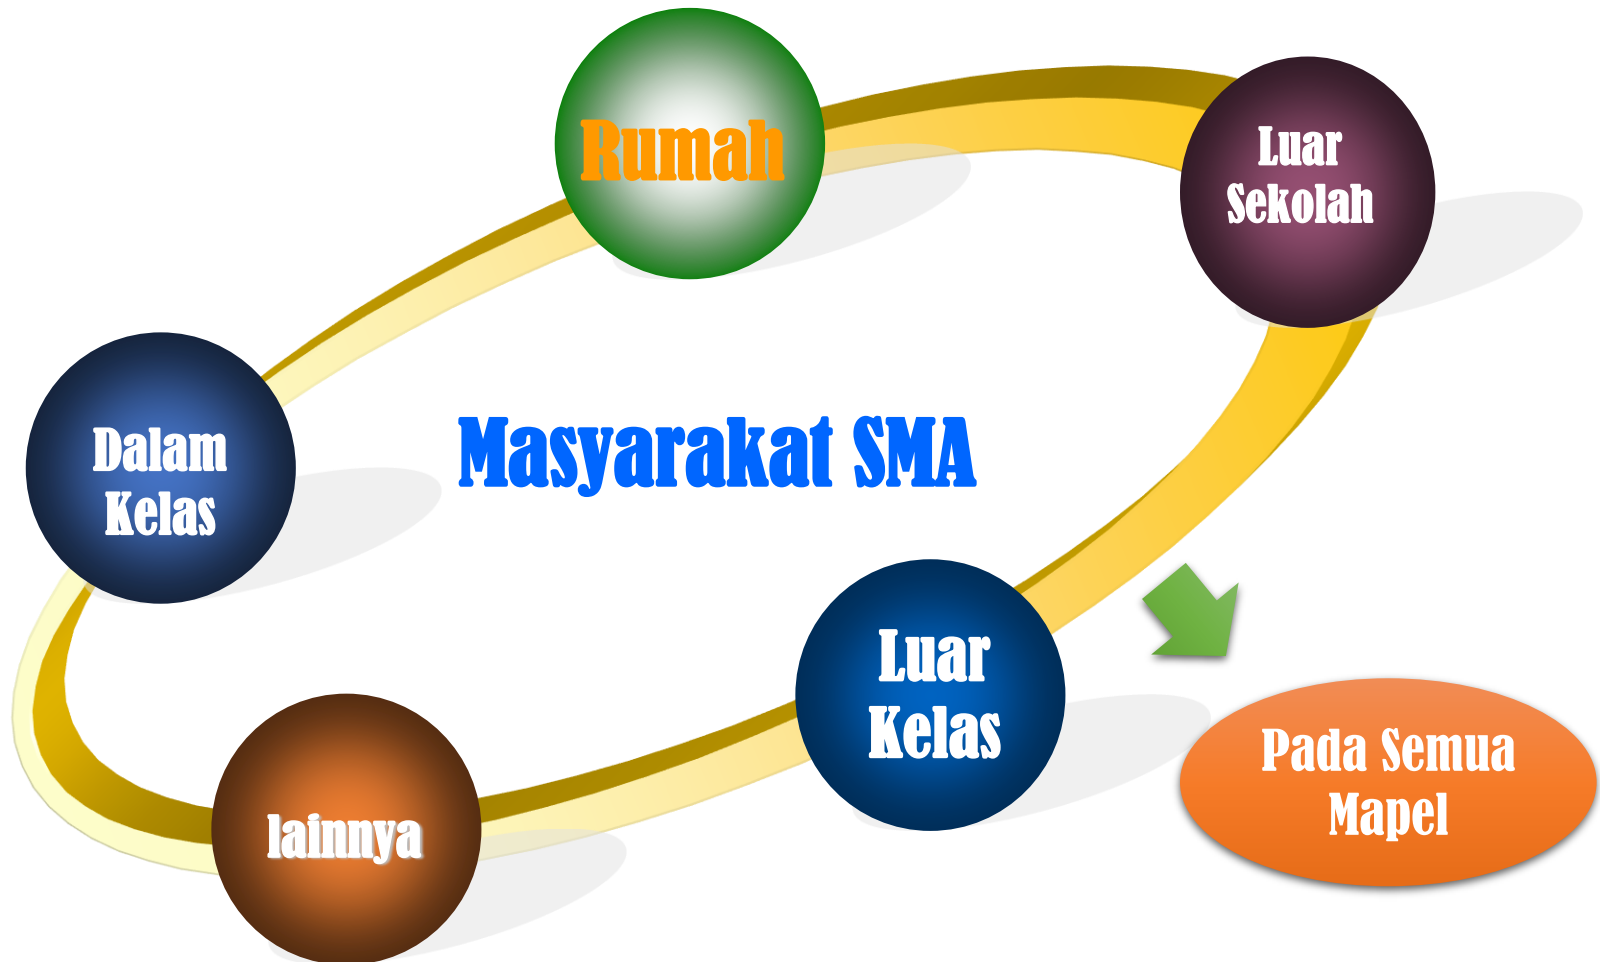 Rumah
Luar
Sekolah
Dalam
Kelas
Masyarakat SMA
Luar
Kelas
lainnya
Pada Semua
Mapel